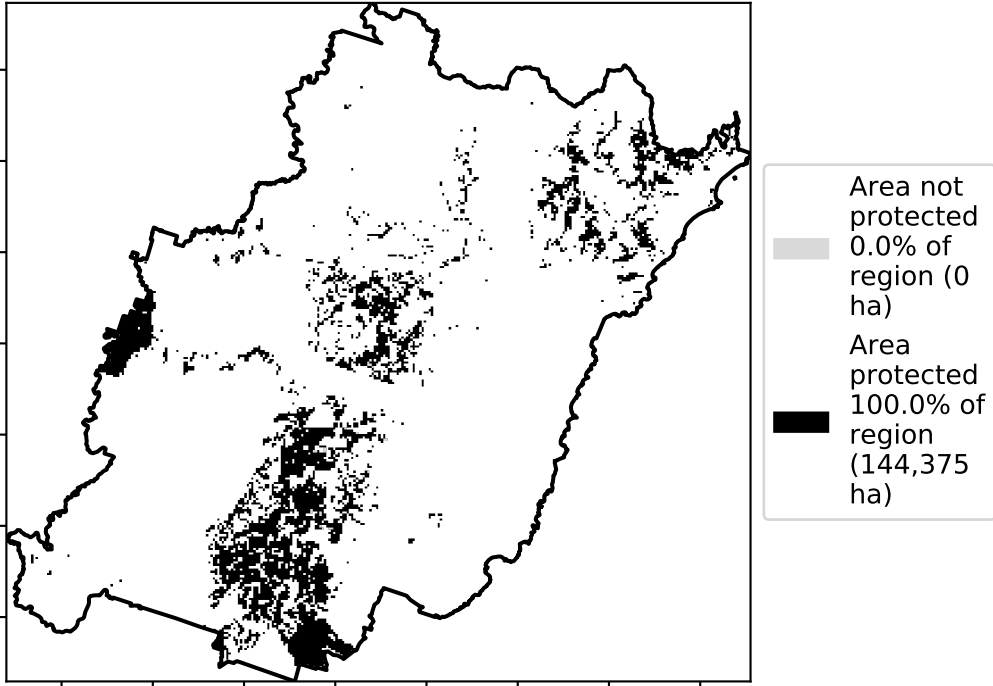 Area not
protected
0.0% of
region (0
ha)
Area
protected
100.0% of
region
(144,375
ha)